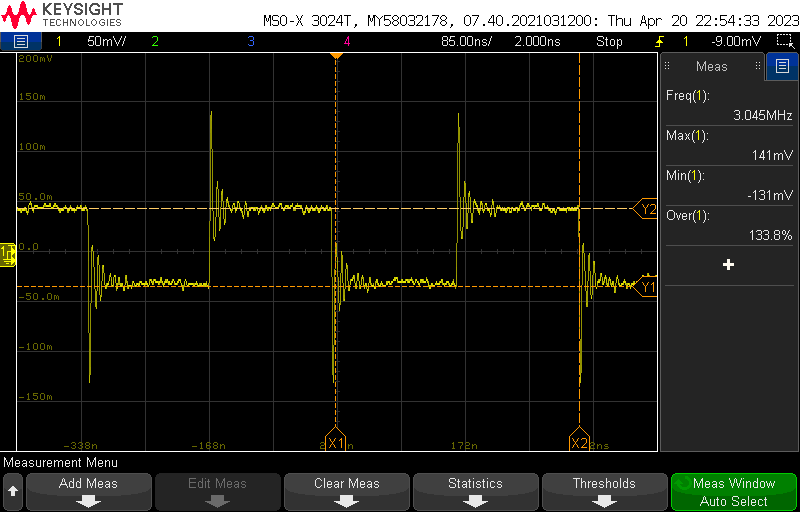 KEYSIGHT
TECHNOLOGIES
MSO-X 3024T, MY58032178, 07.40.2021031200: Thu Apr 20 22:54:33 2023
1 50mV/ 2 3 4 85.00ns/ 2.000ns Stop 1 -9.00mV
200mV
150m
100m
50.0m
0.0
-50.0m
-100m
-150m
Y2
Y1
1
-338n -168n 172n
X1 X2
Meas
Freq(1):
3.045MHz
Max(1):
141mV
Min(1):
-131mV
Over(1):
133.8%
+
Measurement Menu
Add Meas Edit Meas Clear Meas Statistics Thresholds Meas Window
Auto Select